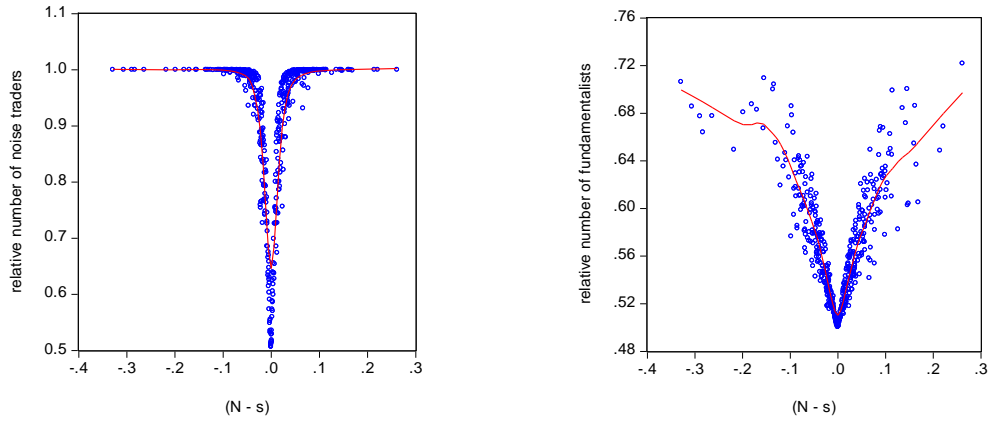 relative number of noise traders
1.1
1.0
0.9
0.8
0.7
0.6
0.5
-.4 -.3 -.2 -.1 .0 .1 .2 .3
(N - s)
relative number of fundamentalists
.76
.72
.68
.64
.60
.56
.52
.48
-.4 -.3 -.2 -.1 .0 .1 .2 .3
(N - s)